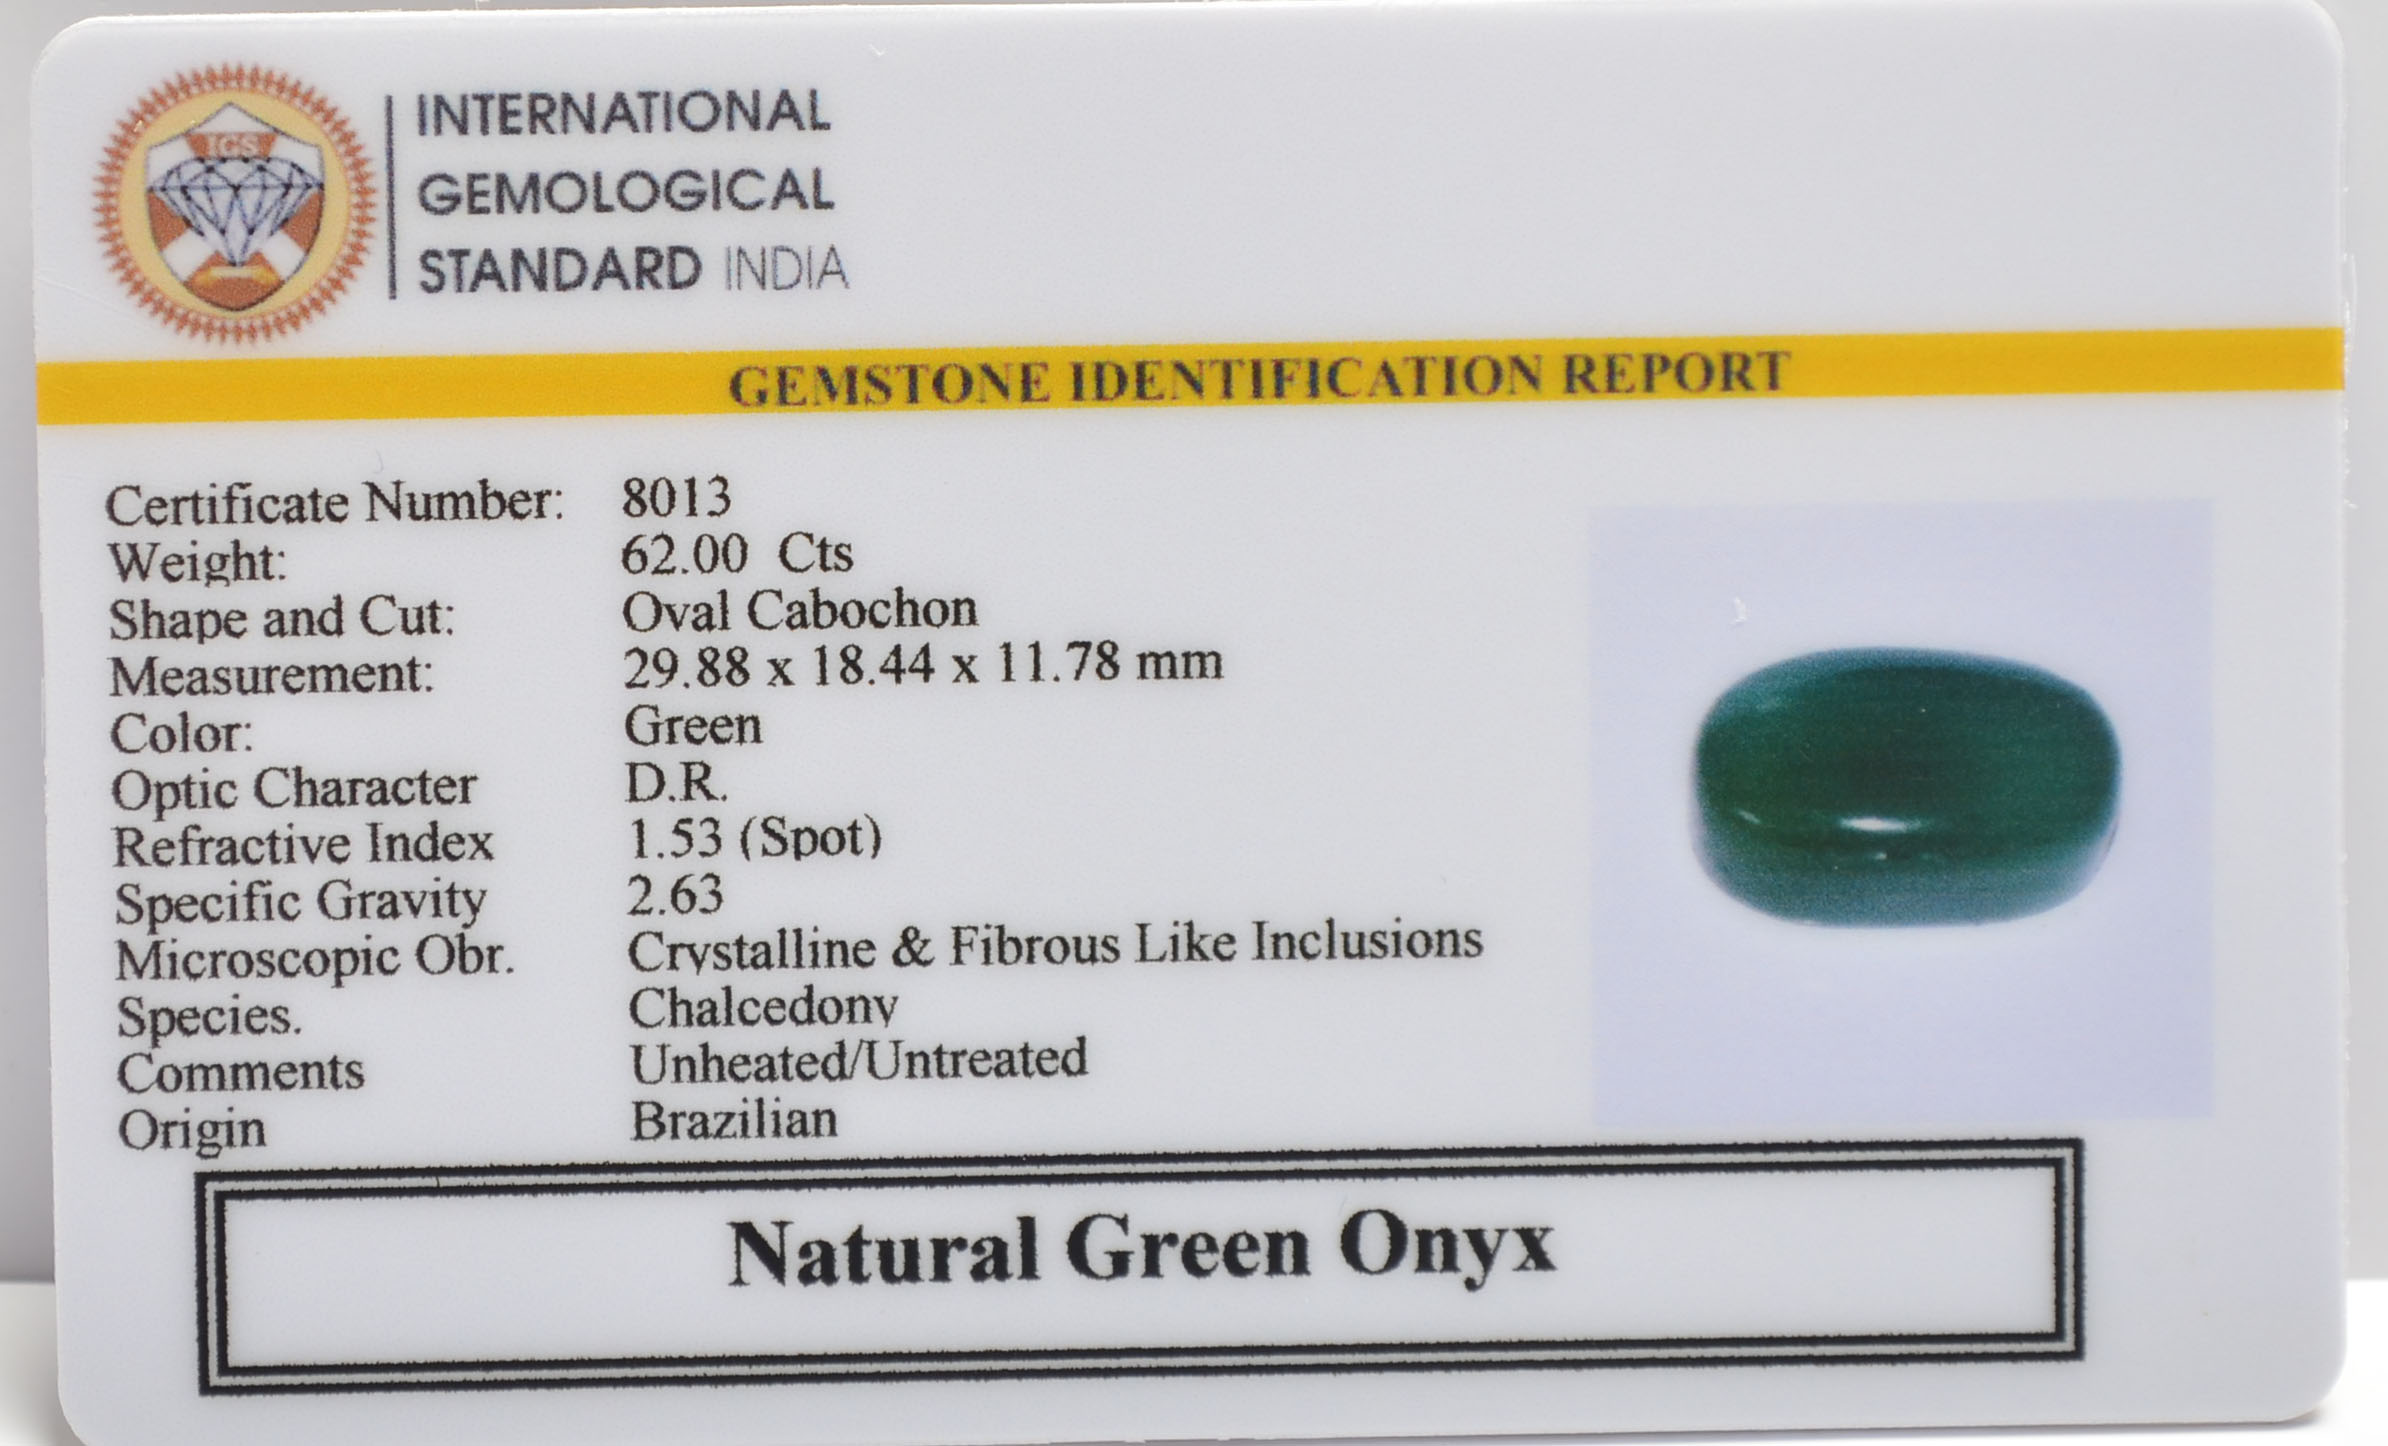 IGS
INTERNATIONAL
GEMOLOGICAL
STANDARD INDIA
GEMSTONE IDENTIFICATION REPORT
Certificate Number: 8013
Weight: 62.00 Cts
Shape and Cut: Oval Cabochon
Measurement: 29.88 x 18.44 x 11.78 mm
Color: Green
Optic Character D.R.
Refractive Index 1.53 (Spot)
Specific Gravity 2.63
Microscopic Obr. Crystalline & Fibrous Like Inclusions
Species. Chalcedony
Comments Unheated/Untreated
Origin Brazilian
Natural Green Onyx